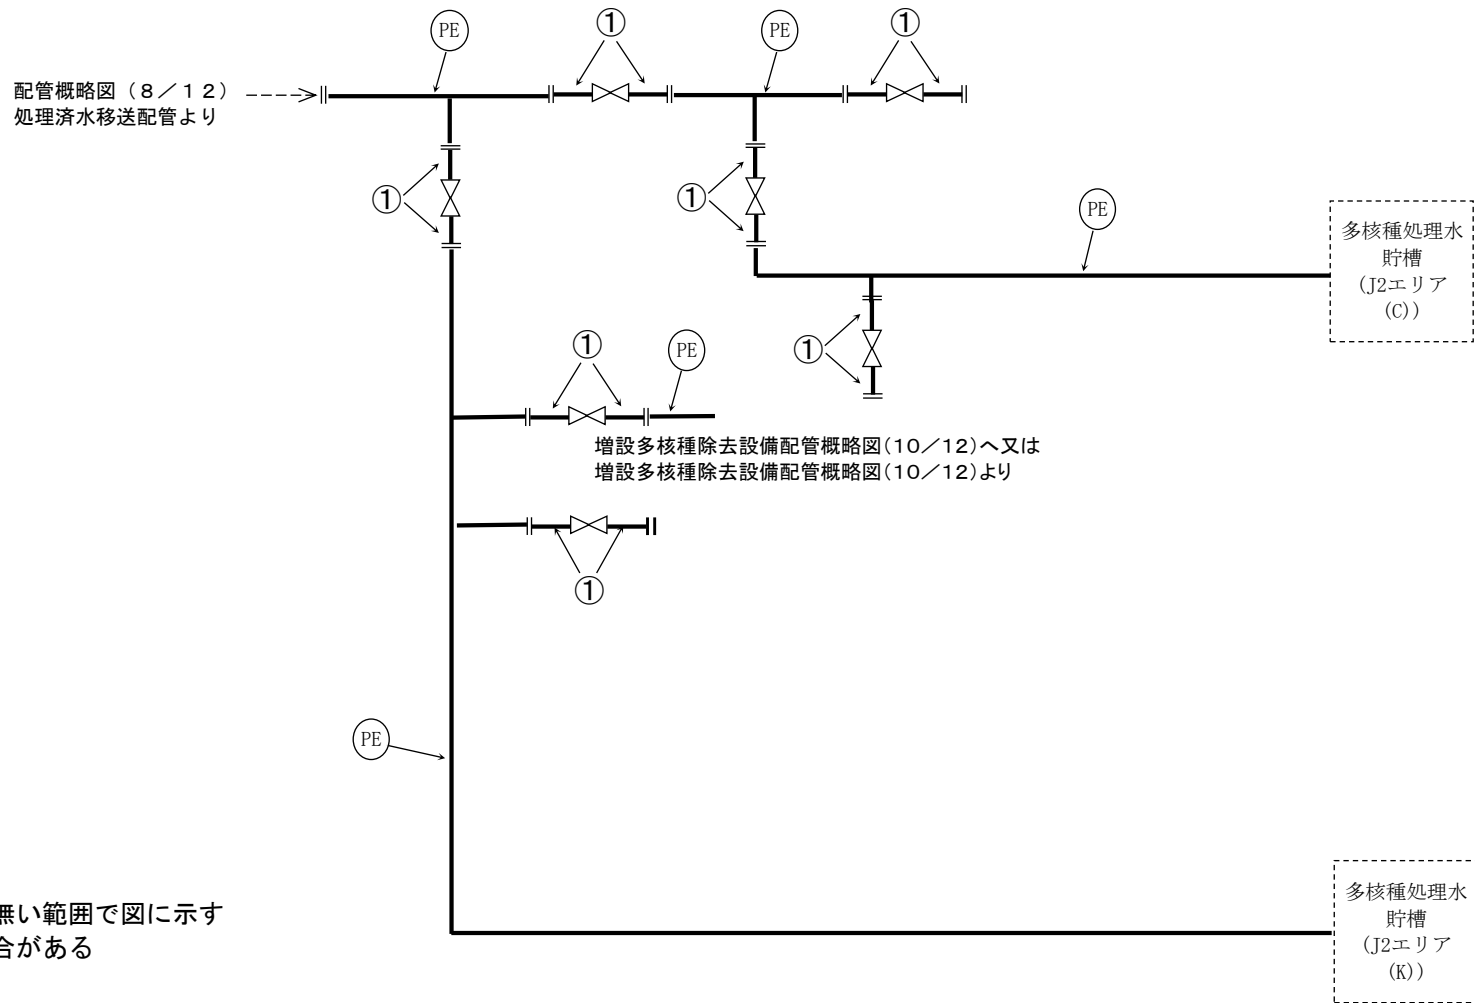 PE
①
PE
①
配管概略図（８／１２）
処理済水移送配管より
①
①
PE
多核種処理水
貯槽
(J2エリア
(C))
①
PE
①
増設多核種除去設備配管概略図(10／12)へ又は
増設多核種除去設備配管概略図(10／12)より
①
PE
多核種処理水
貯槽
(J2エリア
(K))
無い範囲で図に示す
合がある